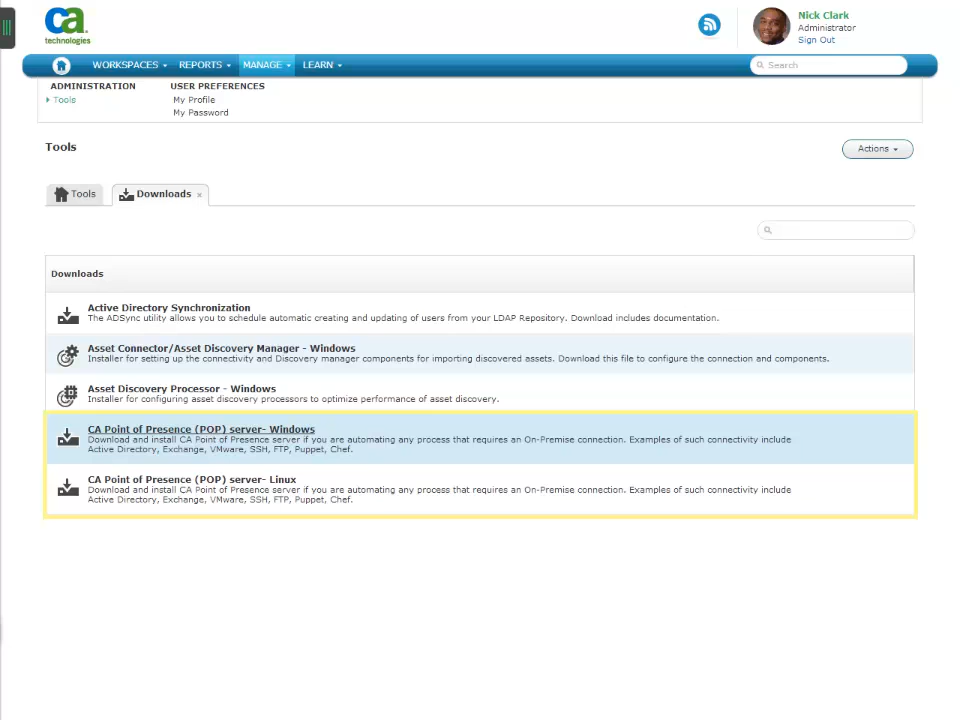 ca
technologies
Nick Clark
Administrator
Sign Out
WORKSPACES REPORTS MANAGE LEARN
Search
ADMINISTRATION USER PREFERENCES
Tools My Profile
My Password
Tools
Actions
Tools Downloads x
Downloads
Active Directory Synchronization
The ADSync utility allows you to schedule automatic creating and updating of users from your LDAP Repository. Download includes documentation.
Asset Connector/Asset Discovery Manager - Windows
Installer for setting up the connectivity and Discovery manager components for importing discovered assets. Download this file to configure the connection and components.
Asset Discovery Processor - Windows
Installer for configuring asset discovery processors to optimize performance of asset discovery.
CA Point of Presence (POP) server- Windows
Download and install CA Point of Presence server if you are automating any process that requires an On-Premise connection. Examples of such connectivity include
Active Directory, Exchange, VMware, SSH, FTP, Puppet, Chef.
CA Point of Presence (POP) server- Linux
Download and install CA Point of Presence server if you are automating any process that requires an On-Premise connection. Examples of such connectivity include
Active Directory, Exchange, VMware, SSH, FTP, Puppet, Chef.